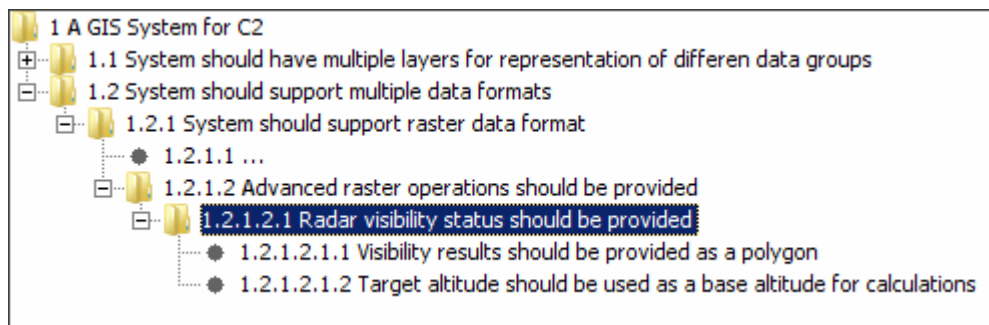 1 A GIS System for C2
1.1 System should have multiple layers for representation of differen data groups
1.2 System should support multiple data formats
1.2.1 System should support raster data format
1.2.1.1 ...
1.2.1.2 Advanced raster operations should be provided
1.2.1.2.1 Radar visibility status should be provided
1.2.1.2.1.1 Visibility results should be provided as a polygon
1.2.1.2.1.2 Target altitude should be used as a base altitude for calculations